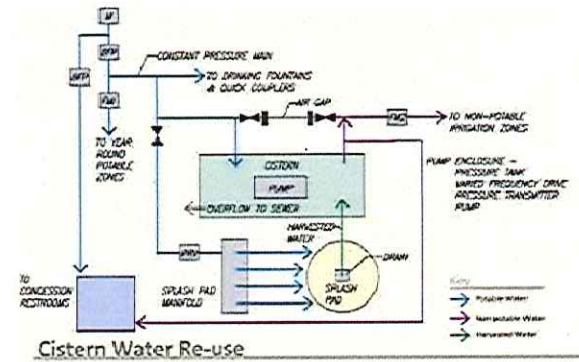 M
BFP
BFP
CONSTANT PRESSURE MAIN
TO DRINKING FOUNTAINS
& QUICK COUPLERS
FM2
AIR GAP
TO YEAR
ROUND
POTABLE
ZONES
TO NON-POTABLE
IRRIGATION ZONES
CISTERN
PUMP
PUMP ENCLOSURE –
PRESSURE TANK
VARIED FREQUENCY DRIVE
PRESSURE TRANSMITTER
PUMP
OVERFLOW TO SEWER
HARVESTED
WATER
DRAIN
SPLASH
PAD
SPLASH PAD
MANIFOLD
TO
CONCESSION
RESTROOMS
Key
Potable Water
Non-potable Water
Harvested Water
Cistern Water Re-use